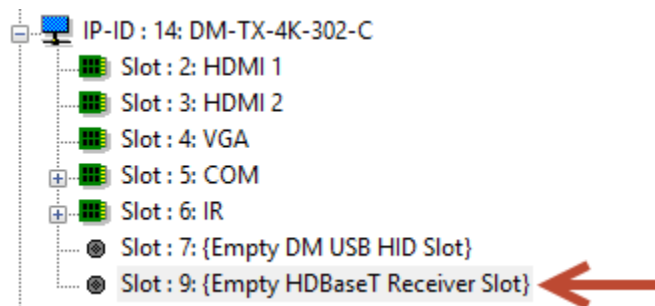 IP-ID : 14: DM-TX-4K-302-C
Slot : 2: HDMI 1
Slot : 3: HDMI 2
Slot : 4: VGA
Slot : 5: COM
Slot : 6: IR
Slot : 7: {Empty DM USB HID Slot}
Slot : 9: {Empty HDBaseT Receiver Slot}